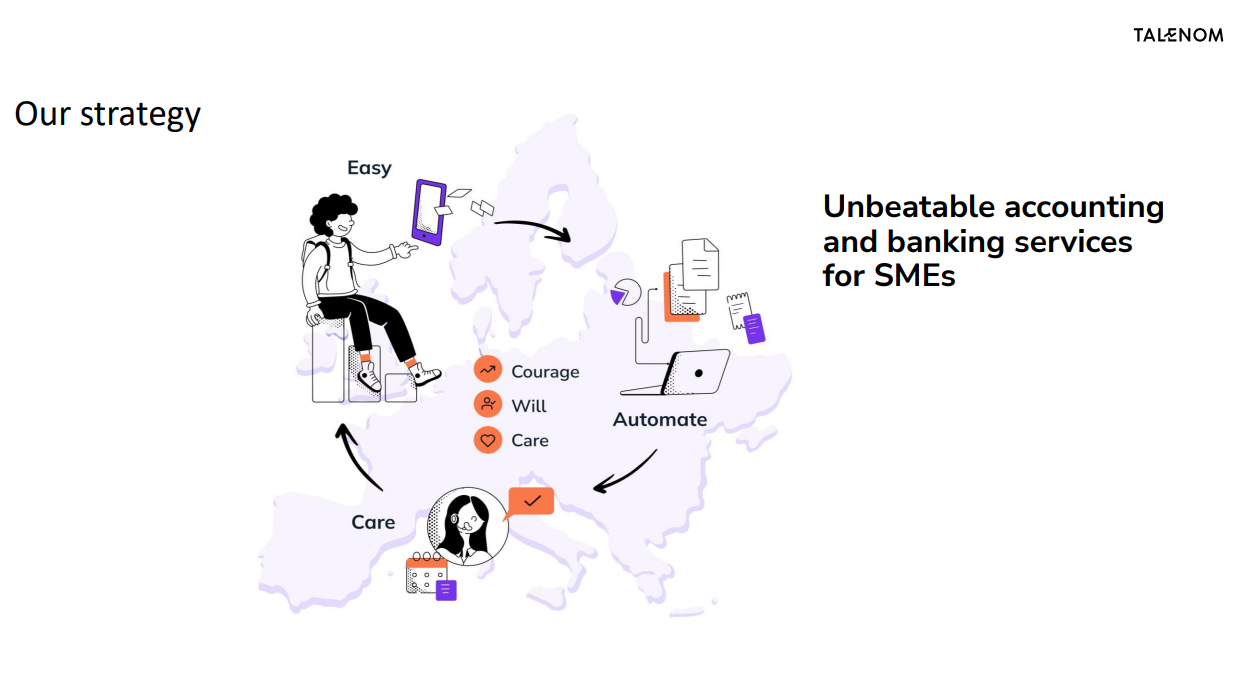 TALENOM
Our strategy
Easy
Unbeatable accounting
and banking services
for SMEs
Courage
Will
Care
Automate
Care